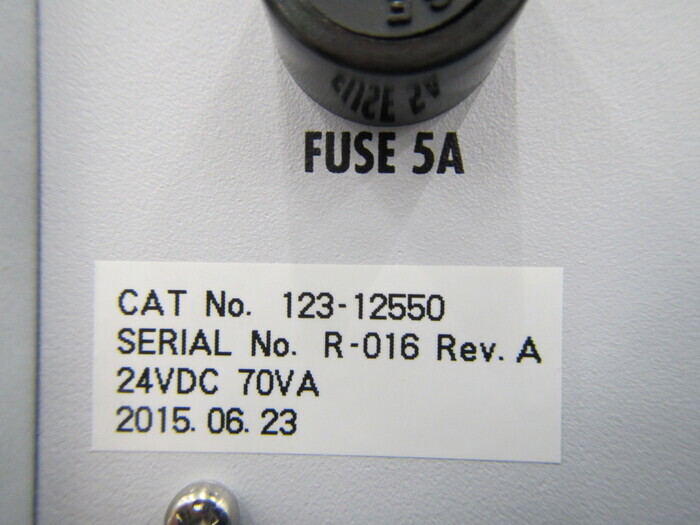 FUSE 5A
CAT No. 123-12550
SERIAL No. R-016 Rev. A
24VDC 70VA
2015. 06. 23